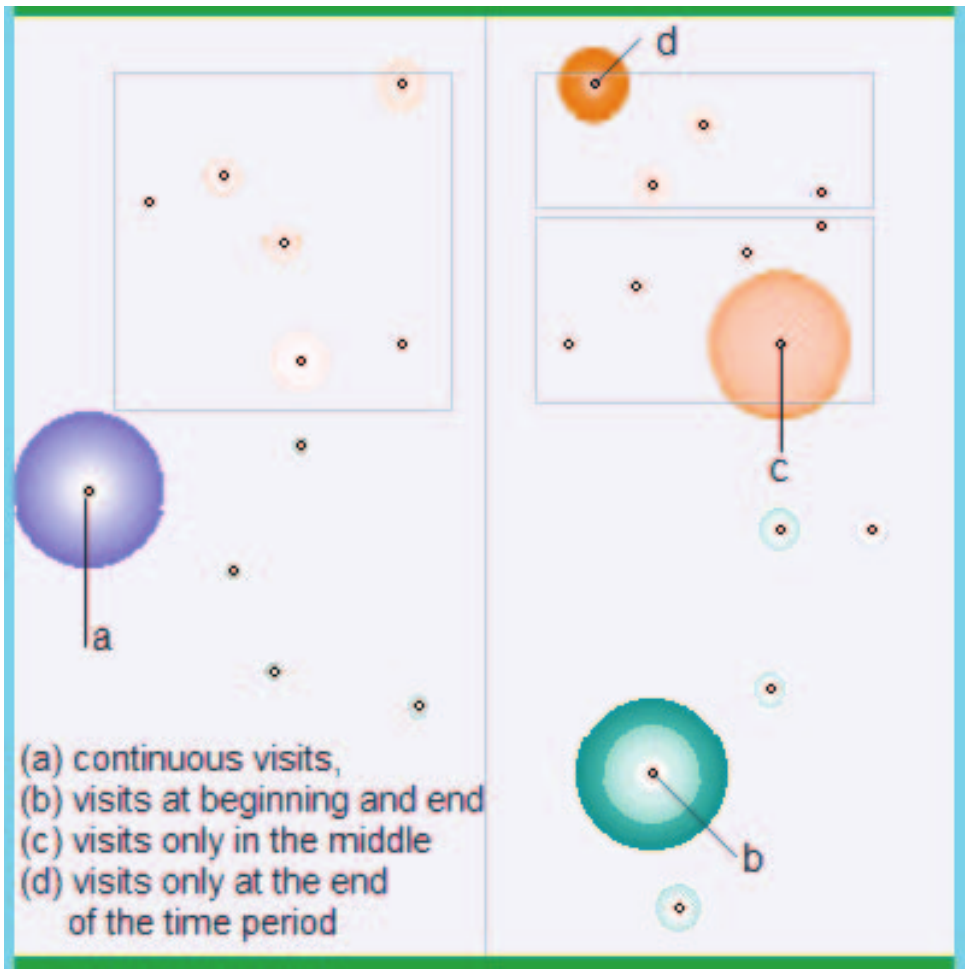 d
c
a
(a) continuous visits,
(b) visits at beginning and end
(c) visits only in the middle
(d) visits only at the end
of the time period
b